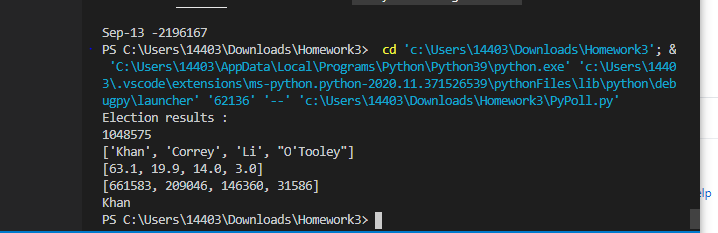 Sep-13 -2196167
PS C:\Users\14403\Downloads\Homework3>  cd 'c:\Users\14403\Downloads\Homework3'; &
 'C:\Users\14403\AppData\Local\Programs\Python\Python39\python.exe' 'c:\Users\1440
3\.vscode\extensions\ms-python.python-2020.11.371526539\pythonFiles\lib\python\deb
ugpy\launcher' '62136' '--' 'c:\Users\14403\Downloads\Homework3\PyPoll.py'
Election results :
1048575
['Khan', 'Correy', 'Li', "O'Tooley"]
[63.1, 19.9, 14.0, 3.0]
[661583, 209046, 146360, 31586]
Khan
PS C:\Users\14403\Downloads\Homework3>